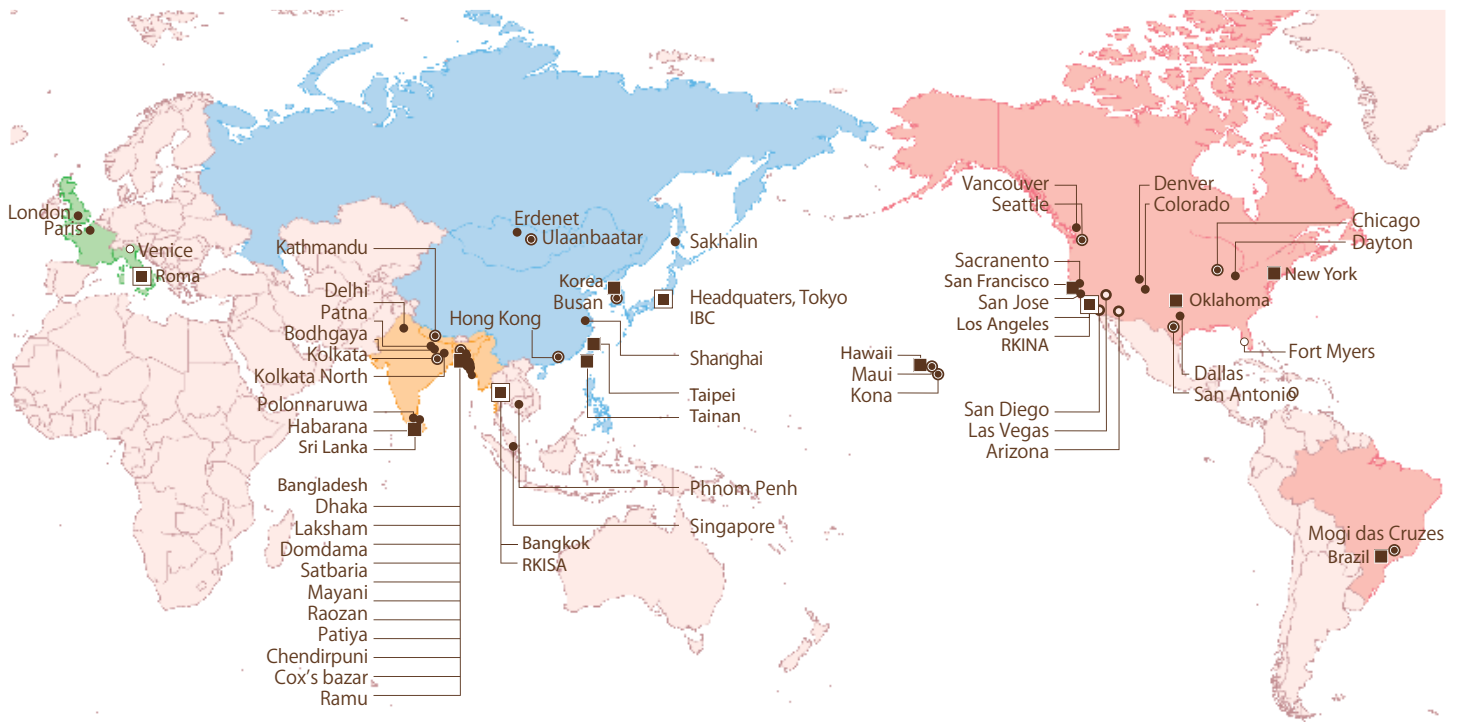 London
Paris
Venice
Roma
Kathmandu
Delhi
Patna
Bodhgaya
Kolkata
Kolkata North
Polonnaruwa
Habarana
Sri Lanka
Bangladesh
Dhaka
Laksham
Domdama
Satbaria
Mayani
Raozan
Patiya
Chendirpuni
Cox's bazar
Ramu
Erdenet
Ulaanbaatar
Sakhalin
Korea
Busan
Hong Kong
Headquaters, Tokyo
IBC
Shanghai
Taipei
Tainan
Phnom Penh
Singapore
Bangkok
RKISA
Hawaii
Maui
Kona
Vancouver
Seattle
Sacranento
San Francisco
San Jose
Los Angeles
RKINA
San Diego
Las Vegas
Arizona
Denver
Colorado
Chicago
Dayton
New York
Oklahoma
Fort Myers
Dallas
San Antonio
Mogi das Cruzes
Brazil